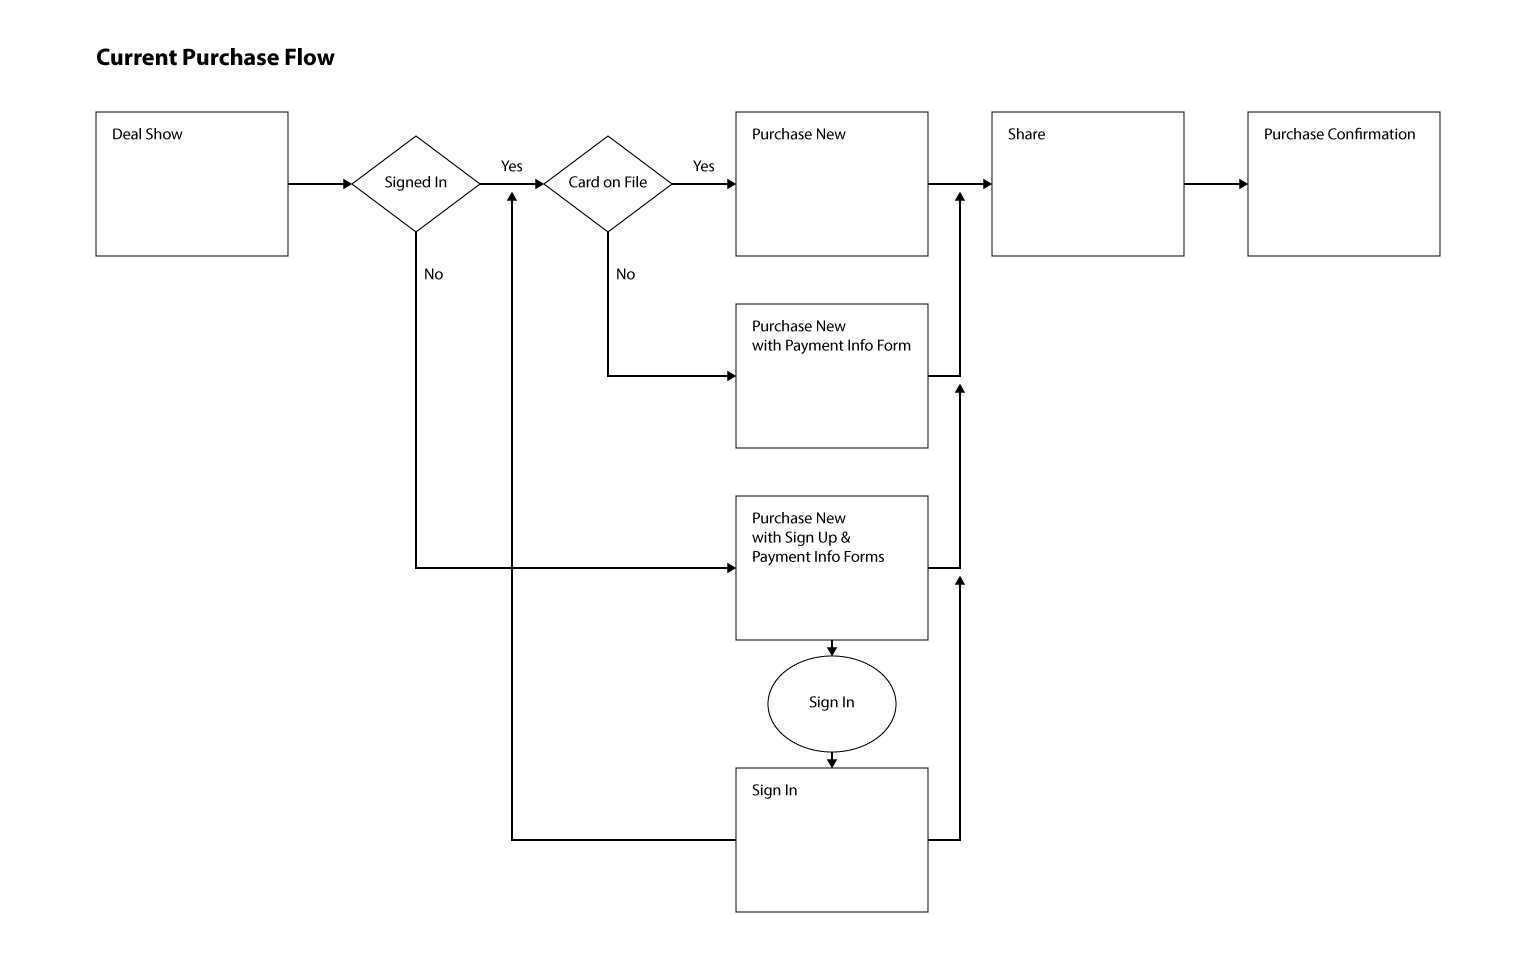 Current Purchase Flow
Deal Show
Signed In
Yes
Card on File
Yes
Purchase New
Share
Purchase Confirmation
No
No
Purchase New
with Payment Info Form
Purchase New
with Sign Up &
Payment Info Forms
Sign In
Sign In